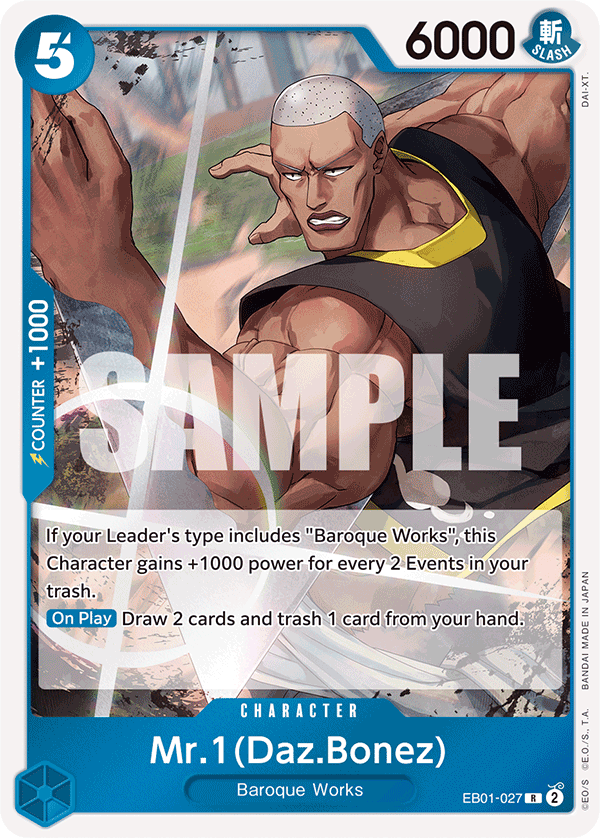 5
6000
斬
SLASH
DAI-XT.
COUNTER +1000
SAMPLE
If your Leader's type includes "Baroque Works", this
Character gains +1000 power for every 2 Events in your
trash.
On Play Draw 2 cards and trash 1 card from your hand.
CHARACTER
Mr.1(Daz.Bonez)
Baroque Works
EB01-027 R 2
©EO/S ©E.O./S., T.A. BANDAI MADE IN JAPAN